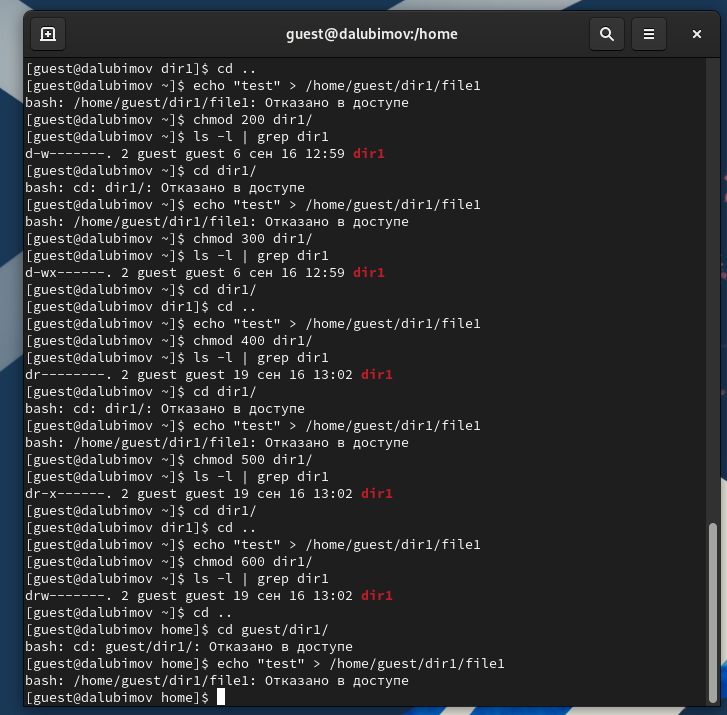 guest@dalubimov:/home
[guest@dalubimov dir1]$ cd ..
[guest@dalubimov ~]$ echo "test" > /home/guest/dir1/file1
bash: /home/guest/dir1/file1: Отказано в доступе
[guest@dalubimov ~]$ chmod 200 dir1/
[guest@dalubimov ~]$ ls -l | grep dir1
d-w-------. 2 guest guest 6 сен 16 12:59 dir1
[guest@dalubimov ~]$ cd dir1/
bash: cd: dir1/: Отказано в доступе
[guest@dalubimov ~]$ echo "test" > /home/guest/dir1/file1
bash: /home/guest/dir1/file1: Отказано в доступе
[guest@dalubimov ~]$ chmod 300 dir1/
[guest@dalubimov ~]$ ls -l | grep dir1
d-wx------. 2 guest guest 6 сен 16 12:59 dir1
[guest@dalubimov ~]$ cd dir1/
[guest@dalubimov dir1]$ cd ..
[guest@dalubimov ~]$ echo "test" > /home/guest/dir1/file1
[guest@dalubimov ~]$ chmod 400 dir1/
[guest@dalubimov ~]$ ls -l | grep dir1
dr--------. 2 guest guest 19 сен 16 13:02 dir1
[guest@dalubimov ~]$ cd dir1/
bash: cd: dir1/: Отказано в доступе
[guest@dalubimov ~]$ echo "test" > /home/guest/dir1/file1
bash: /home/guest/dir1/file1: Отказано в доступе
[guest@dalubimov ~]$ chmod 500 dir1/
[guest@dalubimov ~]$ ls -l | grep dir1
dr-x------. 2 guest guest 19 сен 16 13:02 dir1
[guest@dalubimov ~]$ cd dir1/
[guest@dalubimov dir1]$ cd ..
[guest@dalubimov ~]$ echo "test" > /home/guest/dir1/file1
[guest@dalubimov ~]$ chmod 600 dir1/
[guest@dalubimov ~]$ ls -l | grep dir1
drw-------. 2 guest guest 19 сен 16 13:02 dir1
[guest@dalubimov ~]$ cd ..
[guest@dalubimov home]$ cd guest/dir1/
bash: cd: guest/dir1/: Отказано в доступе
[guest@dalubimov home]$ echo "test" > /home/guest/dir1/file1
bash: /home/guest/dir1/file1: Отказано в доступе
[guest@dalubimov home]$